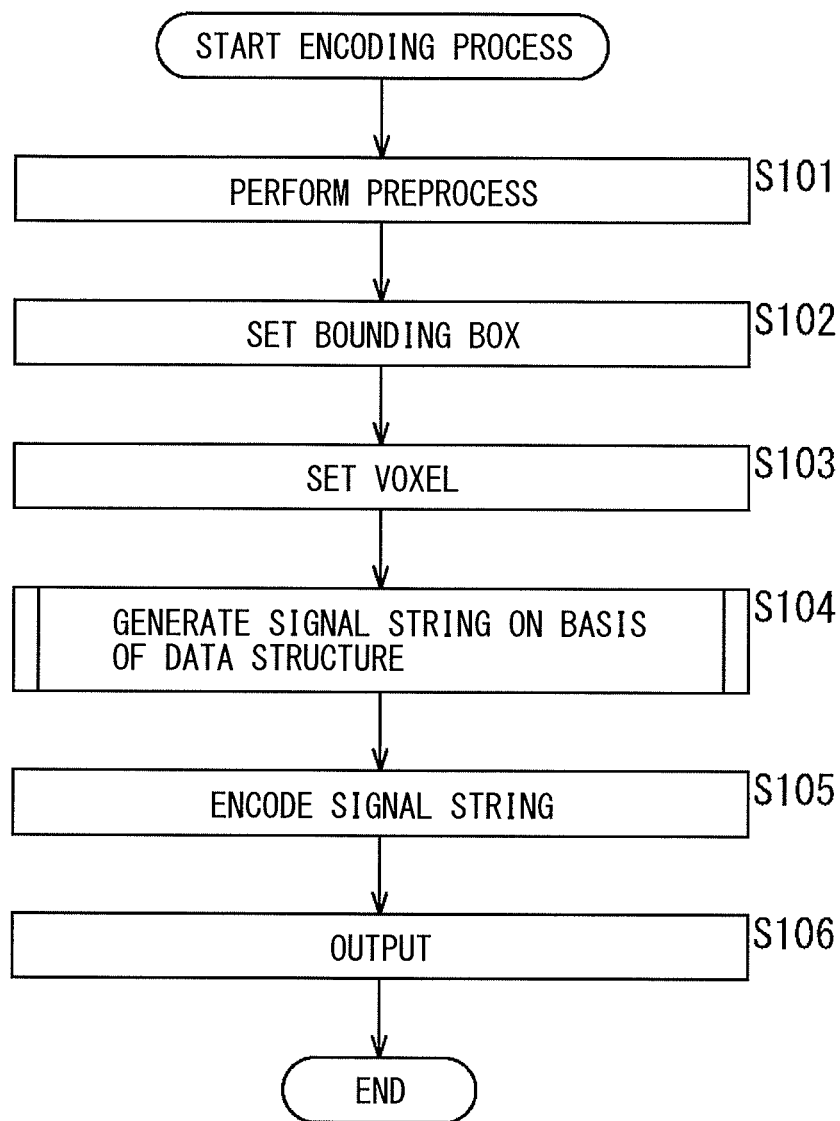 START ENCODING PROCESS
PERFORM PREPROCESS
S101
SET BOUNDING BOX
S102
SET VOXEL
S103
GENERATE SIGNAL STRING ON BASIS
OF DATA STRUCTURE
S104
ENCODE SIGNAL STRING
S105
OUTPUT
S106
END